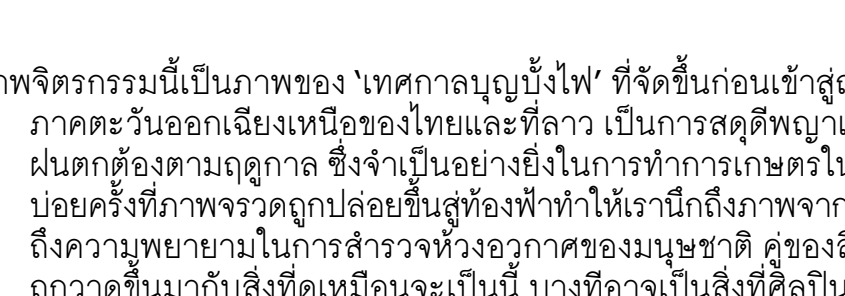 าพจิตรกรรมนี้เป็นภาพของ ‘เทศกาลบุญบั้งไฟ’ ที่จัดขึ้นก่อนเข้าสู่
ภาคตะวันออกเฉียงเหนือของไทยและที่ลาว เป็นการสดุดีพญาแ
ฝนตกต้องตามฤดูกาล ซึ่งจำเป็นอย่างยิ่งในการทำการเกษตรใน
บ่อยครั้งที่ภาพจรวดถูกปล่อยขึ้นสู่ท้องฟ้าทำให้เรานึกถึงภาพจาก
ถึงความพยายามในการสำรวจห้วงอวกาศของมนุษชาติ คู่ของ
ถูกวาดขึ้นมากับสิ่งที่ดูเหมือนจะเป็นนี้ บางทีอาจเป็นสิ่งที่ศิลปิน